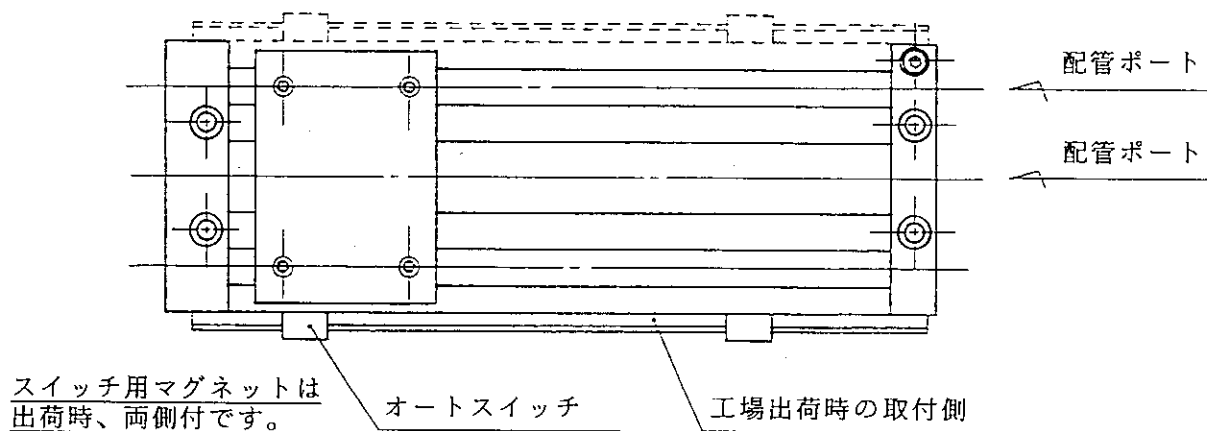 配管ポート
配管ポート
スイッチ用マグネットは
出荷時、両側付です。
オートスイッチ
工場出荷時の取付側